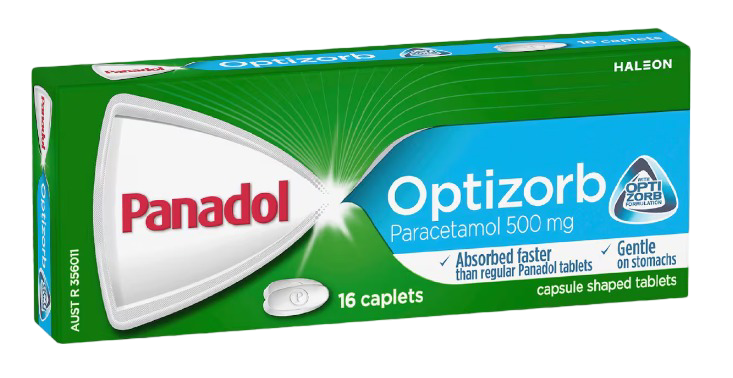 Panadol
Optizorb
16 caplets
HALEON
Panadol
Optizorb
AUST R 356011
Panadol
Optizorb
WITH
OPTI
ZORB
FORMULATION
Paracetamol 500 mg
✓ Absorbed faster
than regular Panadol tablets
✓ Gentle
on stomachs
P
16 caplets
capsule shaped tablets